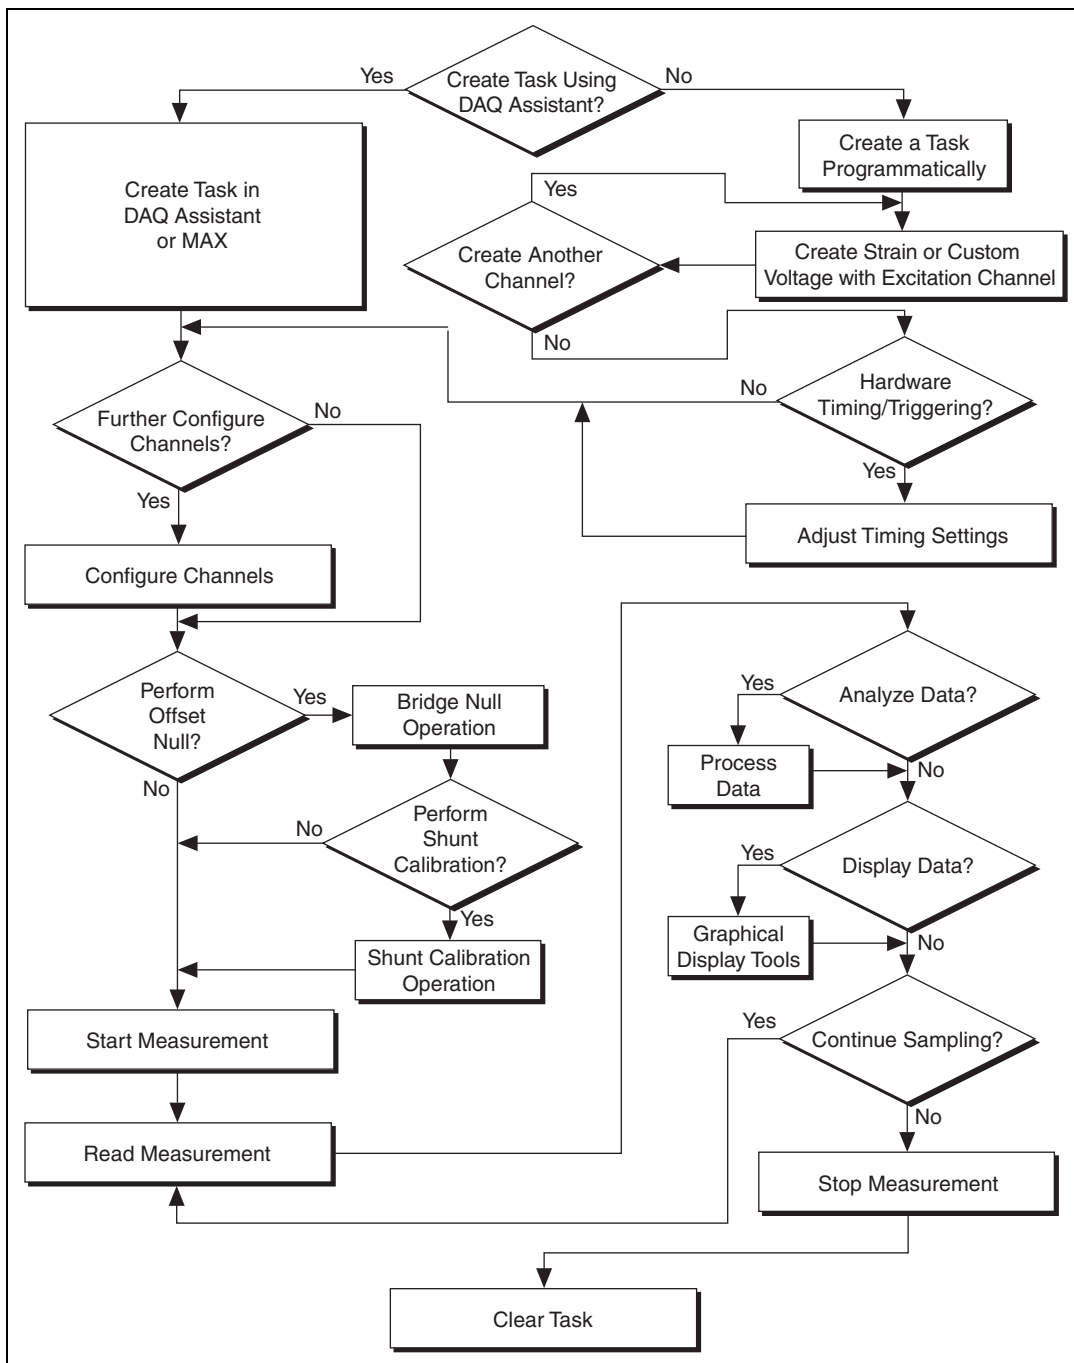 Yes
Create Task Using
DAQ Assistant?
No
Create Task in
DAQ Assistant
or MAX
Create a Task
Programmatically
Yes
Create Another
Channel?
Create Strain or Custom
Voltage with Excitation Channel
No
No
Hardware
Timing/Triggering?
Yes
Adjust Timing Settings
Further Configure
Channels?
No
Yes
Configure Channels
Perform
Offset
Null?
Yes
Bridge Null
Operation
No
No
Perform
Shunt
Calibration?
Yes
Shunt Calibration
Operation
Start Measurement
Read Measurement
Yes
Analyze Data?
Process
Data
No
Yes
Display Data?
Graphical
Display Tools
No
Yes
Continue Sampling?
No
Stop Measurement
Clear Task